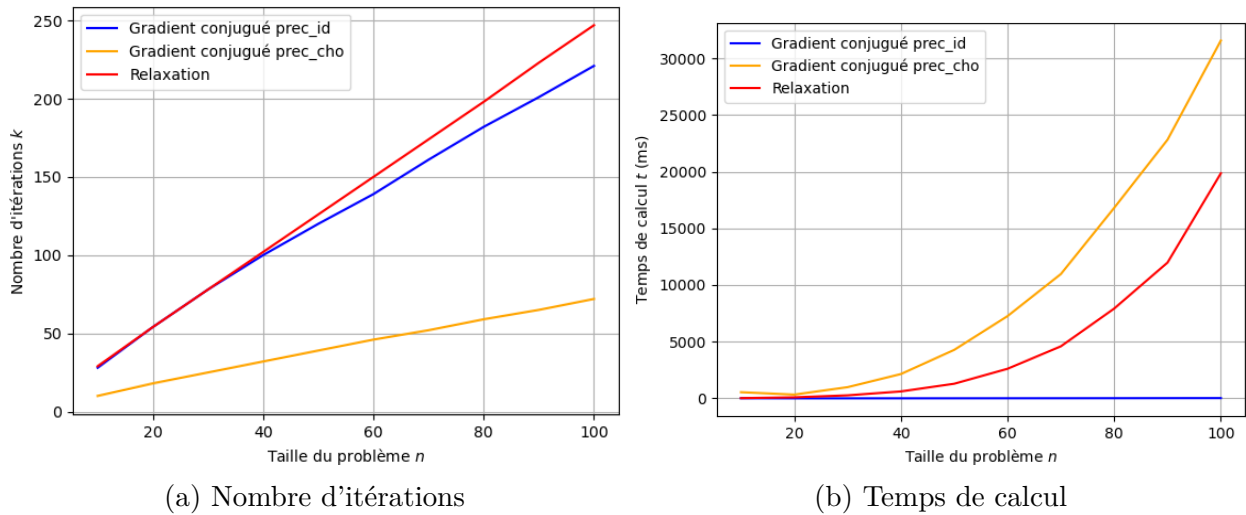 Gradient conjugué prec_id
Gradient conjugué prec_cho
Relaxation
Nombre d'itérations k
250
200
150
100
50
0
20
40
60
80
100
Taille du problème n
(a) Nombre d'itérations
Gradient conjugué prec_id
Gradient conjugué prec_cho
Relaxation
Temps de calcul t (ms)
30000
25000
20000
15000
10000
5000
0
20
40
60
80
100
Taille du problème n
(b) Temps de calcul